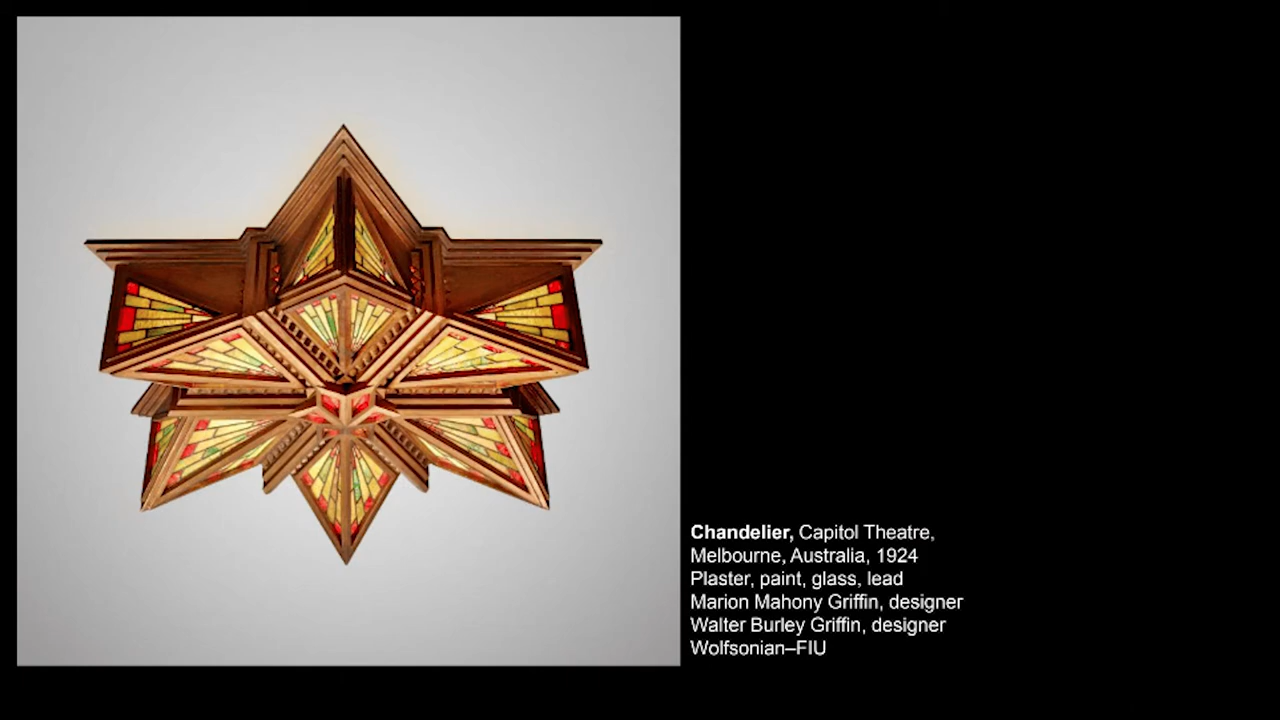 Chandelier, Capitol Theatre,
Melbourne, Australia, 1924
Plaster, paint, glass, lead
Marion Mahony Griffin, designer
Walter Burley Griffin, designer
Wolfsonian–FIU